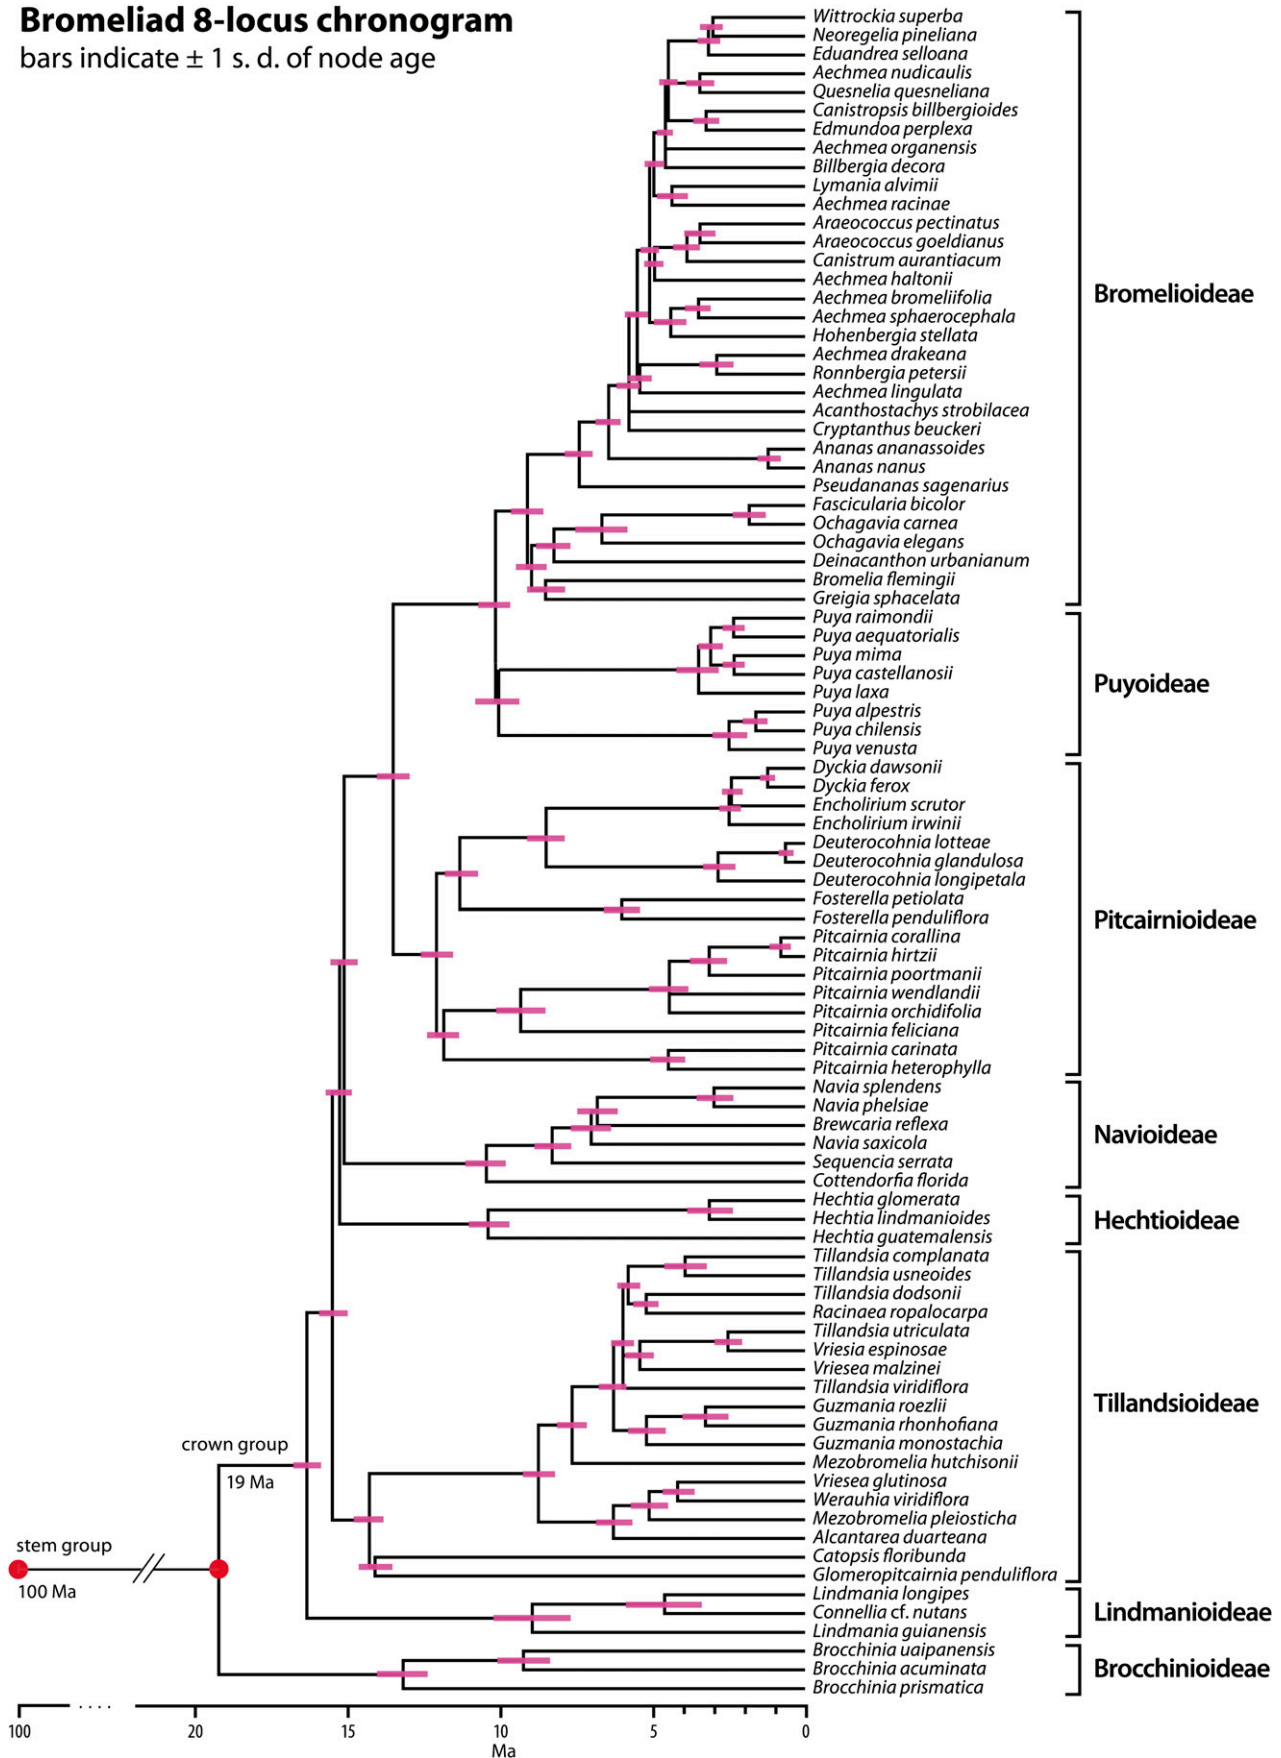 Bromeliad 8-locus chronogram
bars indicate ± 1 s. d. of node age
Wittrockia superba
Neoregelia pineliana
Eduandrea selloana
Aechmea nudicaulis
Quesnelia quesneliana
Canistropsis billbergioides
Edmundoa perplexa
Aechmea organensis
Billbergia decora
Lymania alvimii
Aechmea racinae
Araeococcus pectinatus
Araeococcus goeldianus
Canistrum aurantiacum
Aechmea haltonii
Aechmea bromeliifolia
Aechmea sphaerocephala
Hohenbergia stellata
Aechmea drakeana
Ronnbergia petersii
Aechmea lingulata
Acanthostachys strobilacea
Cryptanthus beuckeri
Ananas ananassoides
Ananas nanus
Pseudananas sagenarius
Fascicularia bicolor
Ochagavia carnea
Ochagavia elegans
Deinacanthon urbanianum
Bromelia flemingii
Greigia sphacelata
Bromelioideae
Puya raimondii
Puya aequatorialis
Puya mima
Puya castellanosii
Puya laxa
Puya alpestris
Puya chilensis
Puya venusta
Puyoideae
Dyckia dawsonii
Dyckia ferox
Encholirium scrutor
Encholirium irwinii
Deuterocohnia lotteae
Deuterocohnia glandulosa
Deuterocohnia longipetala
Fosterella petiolata
Fosterella penduliflora
Pitcairnia corallina
Pitcairnia hirtzii
Pitcairnia poortmanii
Pitcairnia wendlandii
Pitcairnia orchidifolia
Pitcairnia feliciana
Pitcairnia carinata
Pitcairnia heterophylla
Pitcairnioideae
Navia splendens
Navia phelsiae
Brewcaria reflexa
Navia saxicola
Sequencia serrata
Cottendorfia florida
Navioideae
Hechtia glomerata
Hechtia lindmanioides
Hechtia guatemalensis
Hechtioideae
Tillandsia complanata
Tillandsia usneoides
Tillandsia dodsonii
Racinaea ropalocarpa
Tillandsia utriculata
Vriesia espinosae
Vriesea malzinei
Tillandsia viridiflora
Guzmania roezlii
Guzmania rhonhofiana
Guzmania monostachia
Mezobromelia hutchisonii
Vriesea glutinosa
Werauhia viridiflora
Mezobromelia pleiosticha
Alcantarea duarteana
Catopsis floribunda
Glomeropitcairnia penduliflora
Tillandsioideae
Lindmania longipes
Connellia cf. nutans
Lindmania guianensis
Lindmanioideae
Brocchinia uaipanensis
Brocchinia acuminata
Brocchinia prismatica
Brocchinioideae
crown group
19 Ma
stem group
100 Ma
100 20 15 10 5 0
Ma